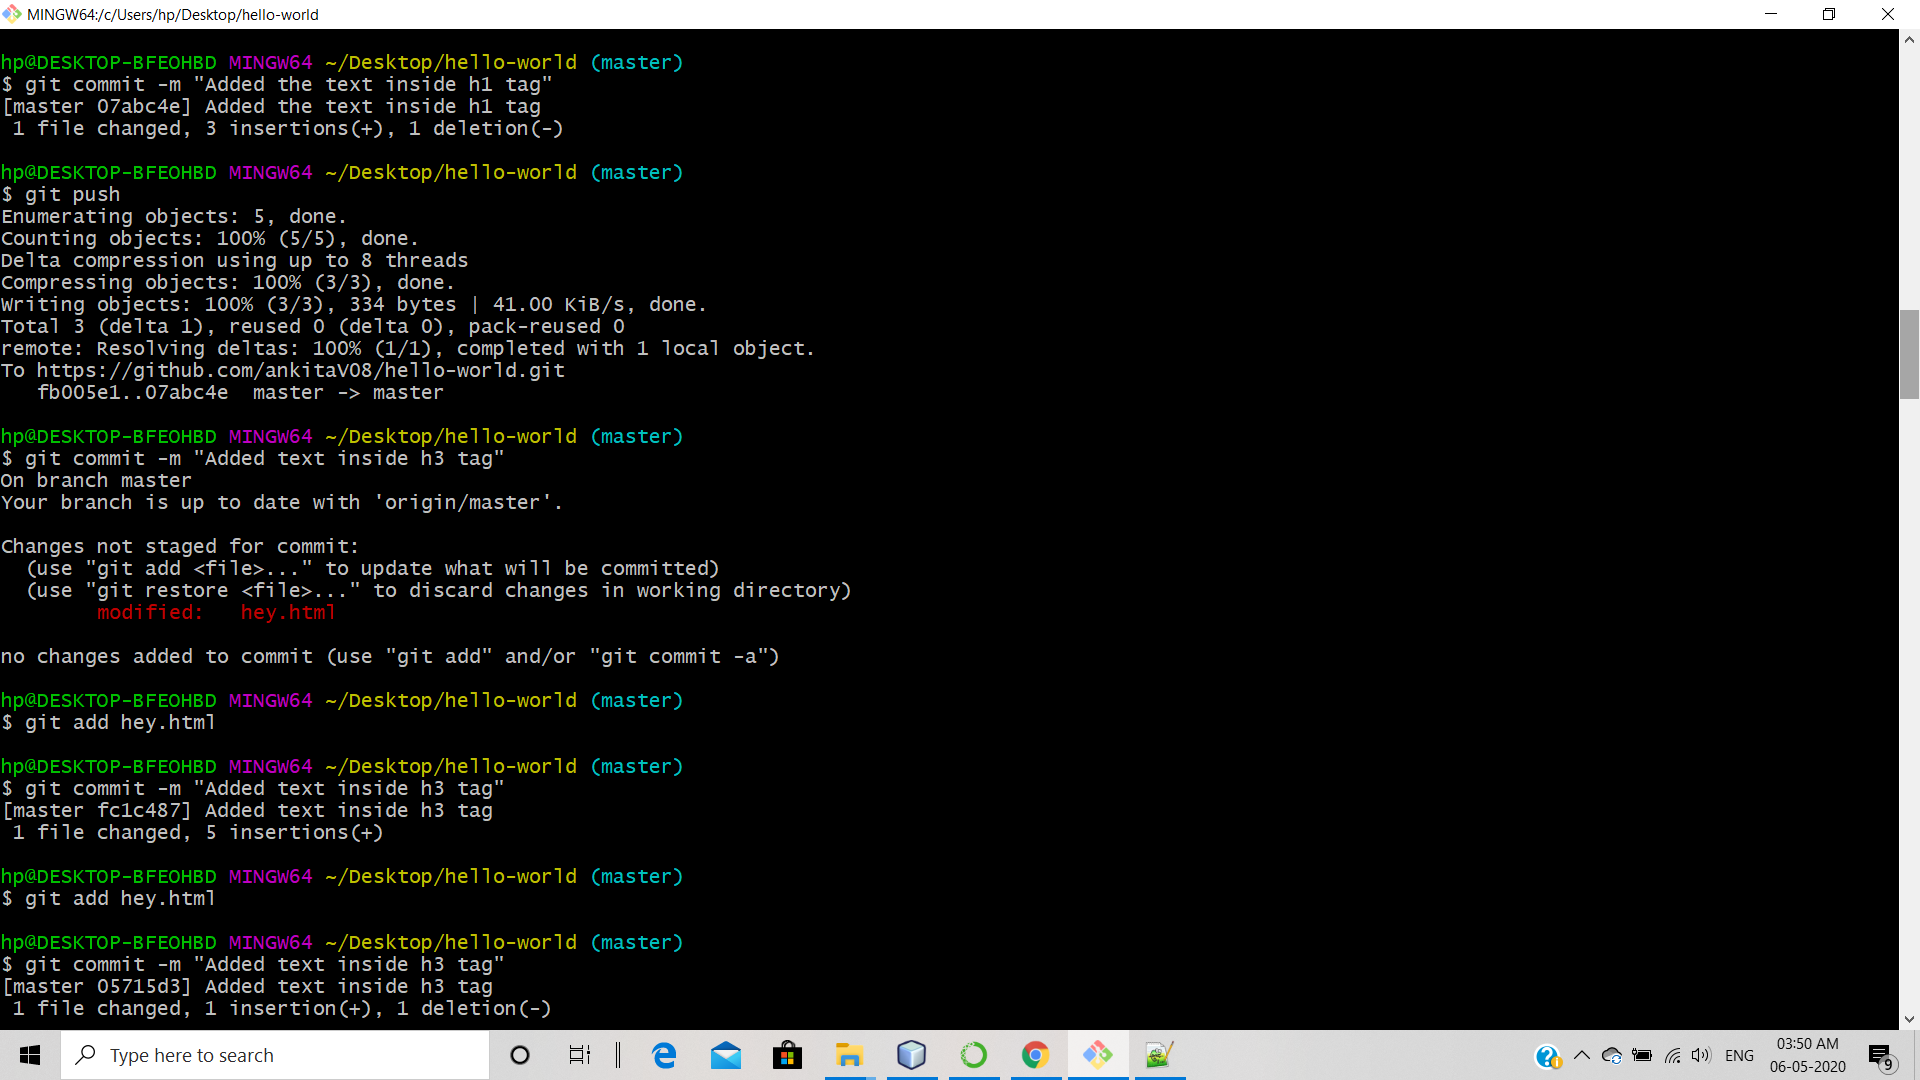 MINGW64:/c/Users/hp/Desktop/hello-world
hp@DESKTOP-BFEOHBD MINGW64 ~/Desktop/hello-world (master)
$ git commit -m "Added the text inside h1 tag"
[master 07abc4e] Added the text inside h1 tag
 1 file changed, 3 insertions(+), 1 deletion(-)
hp@DESKTOP-BFEOHBD MINGW64 ~/Desktop/hello-world (master)
$ git push
Enumerating objects: 5, done.
Counting objects: 100% (5/5), done.
Delta compression using up to 8 threads
Compressing objects: 100% (3/3), done.
Writing objects: 100% (3/3), 334 bytes | 41.00 KiB/s, done.
Total 3 (delta 1), reused 0 (delta 0), pack-reused 0
remote: Resolving deltas: 100% (1/1), completed with 1 local object.
To https://github.com/ankitaV08/hello-world.git
   fb005e1..07abc4e  master -> master
hp@DESKTOP-BFEOHBD MINGW64 ~/Desktop/hello-world (master)
$ git commit -m "Added text inside h3 tag"
On branch master
Your branch is up to date with 'origin/master'.
Changes not staged for commit:
  (use "git add <file>..." to update what will be committed)
  (use "git restore <file>..." to discard changes in working directory)
        modified:   hey.html
no changes added to commit (use "git add" and/or "git commit -a")
hp@DESKTOP-BFEOHBD MINGW64 ~/Desktop/hello-world (master)
$ git add hey.html
hp@DESKTOP-BFEOHBD MINGW64 ~/Desktop/hello-world (master)
$ git commit -m "Added text inside h3 tag"
[master fc1c487] Added text inside h3 tag
 1 file changed, 5 insertions(+)
hp@DESKTOP-BFEOHBD MINGW64 ~/Desktop/hello-world (master)
$ git add hey.html
hp@DESKTOP-BFEOHBD MINGW64 ~/Desktop/hello-world (master)
$ git commit -m "Added text inside h3 tag"
[master 05715d3] Added text inside h3 tag
 1 file changed, 1 insertion(+), 1 deletion(-)
Type here to search
ENG
03:50 AM
06-05-2020
9